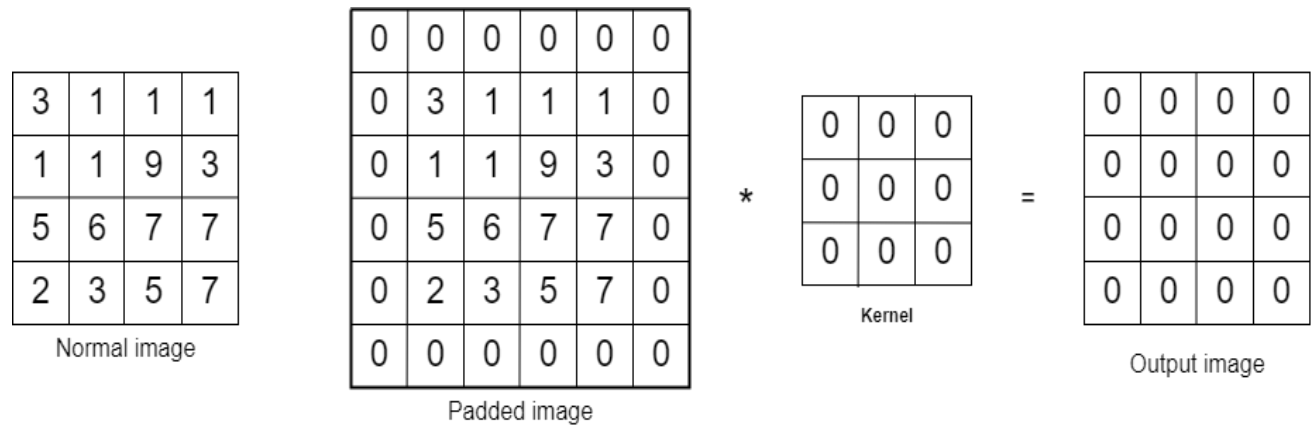 3 1 1 1
1 1 9 3
5 6 7 7
2 3 5 7
Normal image
0 0 0 0 0 0
0 3 1 1 1 0
0 1 1 9 3 0
0 5 6 7 7 0
0 2 3 5 7 0
0 0 0 0 0 0
Padded image
*
0 0 0
0 0 0
0 0 0
Kernel
=
0 0 0 0
0 0 0 0
0 0 0 0
0 0 0 0
Output image